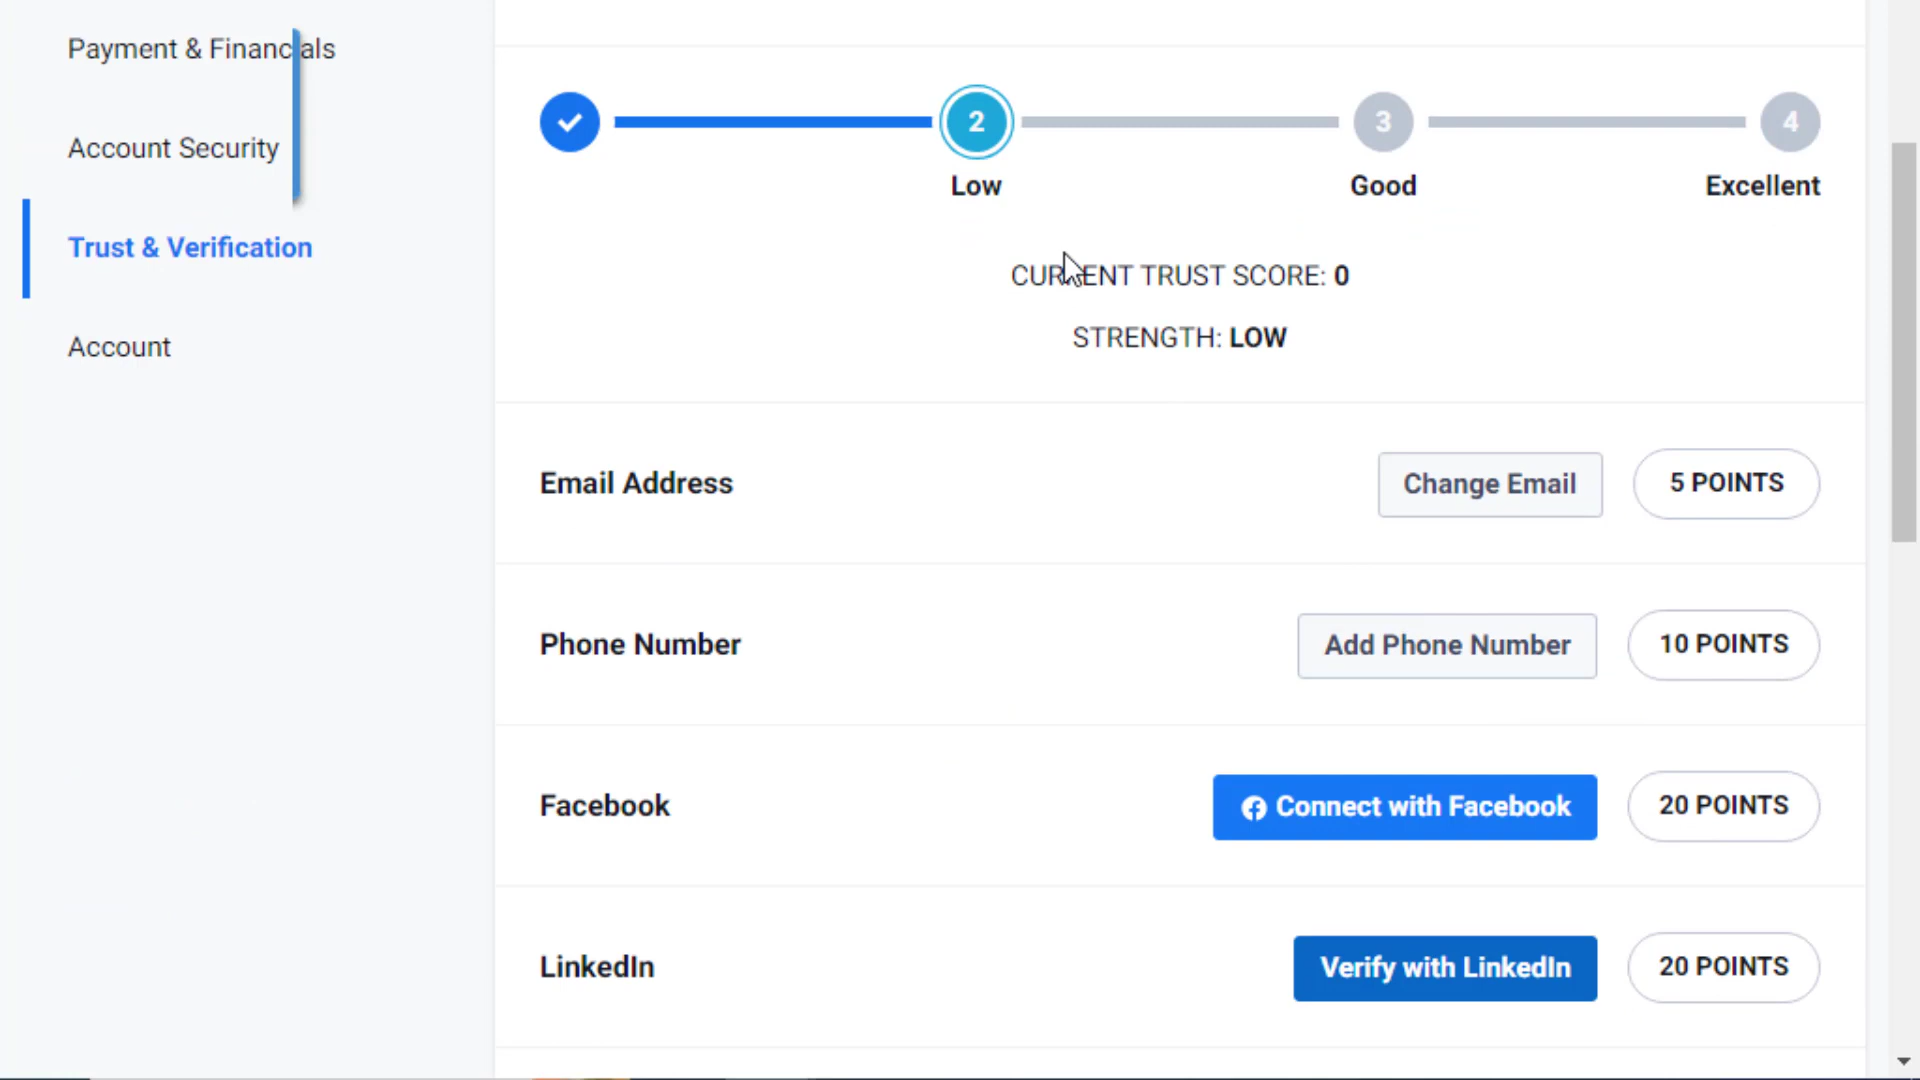 Payment & Financials
Account Security
Trust & Verification
Account
2
3
4
Low
Good
Excellent
CURRENT TRUST SCORE: 0
STRENGTH: LOW
Email Address
Change Email
5 POINTS
Phone Number
Add Phone Number
10 POINTS
Facebook
Connect with Facebook
20 POINTS
LinkedIn
Verify with LinkedIn
20 POINTS